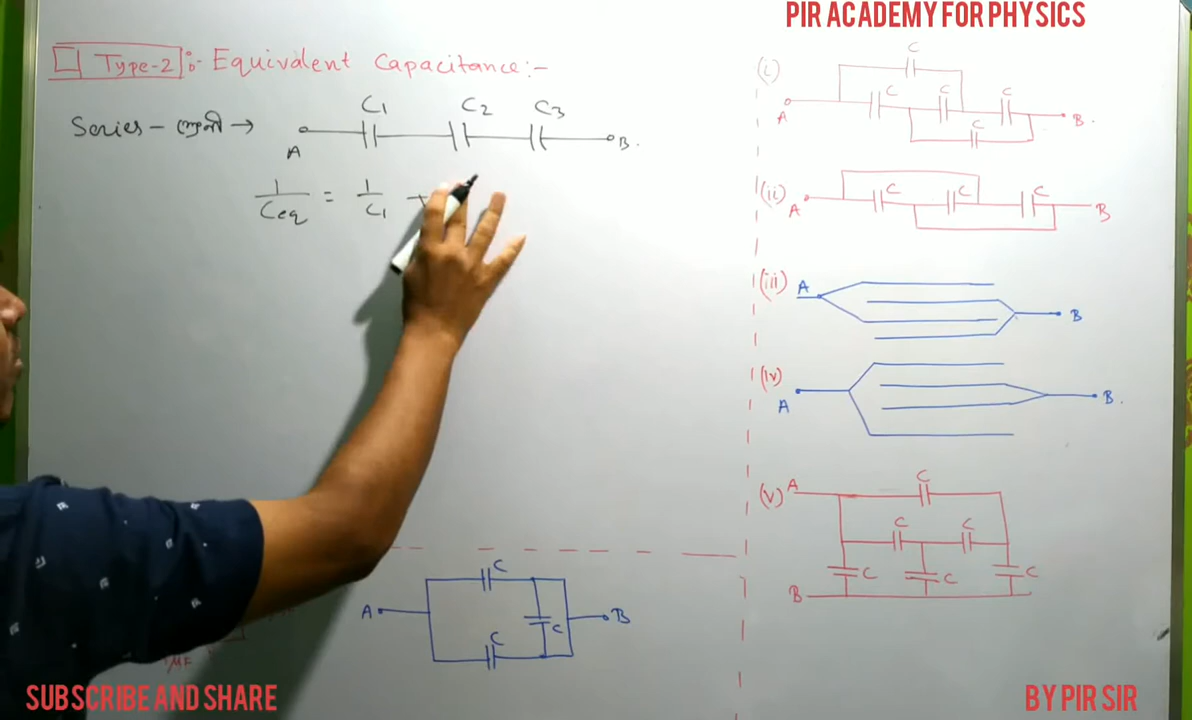 PIR ACADEMY FOR PHYSICS
Type-2 :- Equivalent Capacitance:-
Series - শ্রেণী →
C1 C2 C3
A B.
1/Ceq = 1/C1 +
(i)
C
C C C
A B.
C
(ii)
C C C
A B
(iii) A B
(iv)
A B.
(v) A C
C C
C C C
B
C
A B
C
C
1μF
SUBSCRIBE AND SHARE
BY PIR SIR